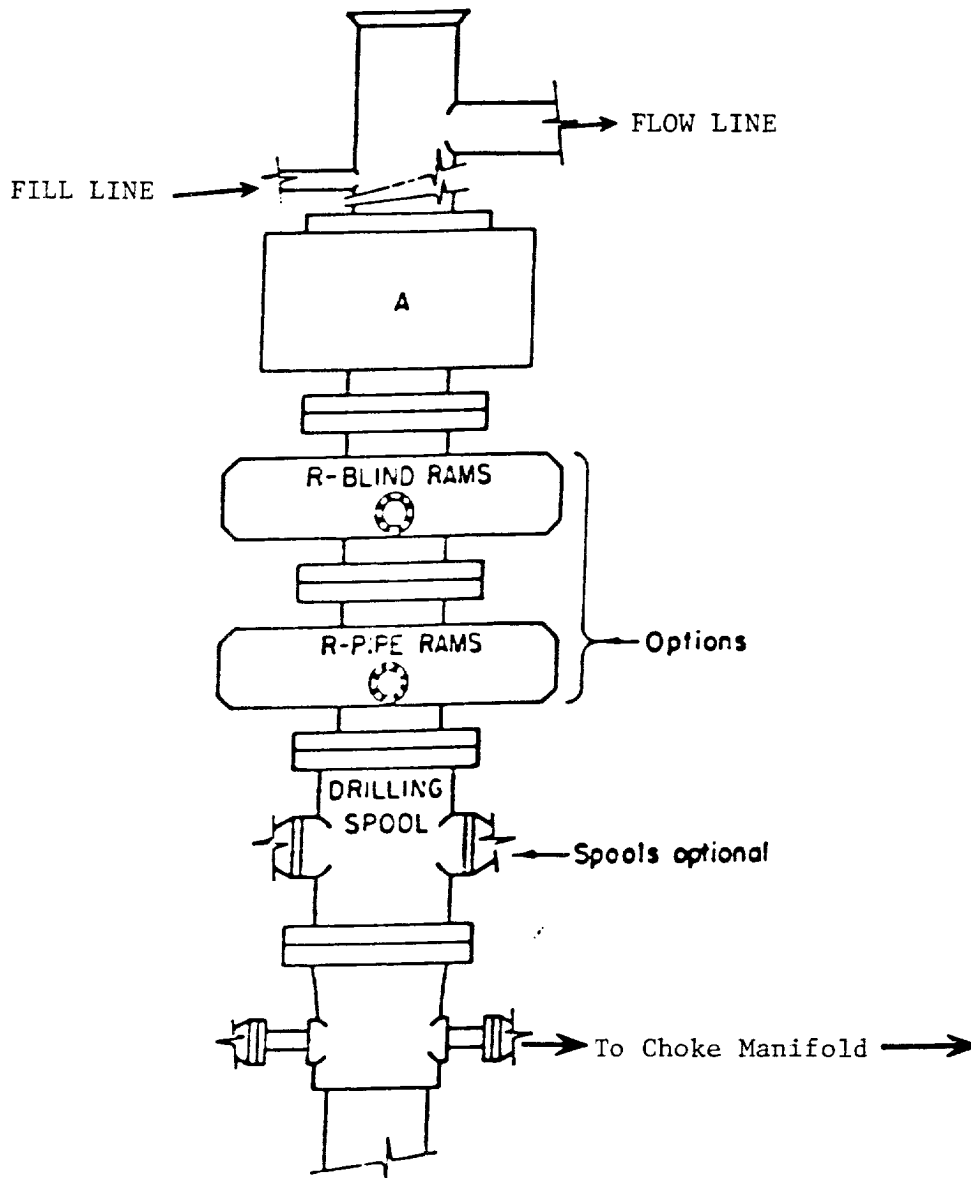 FLOW LINE
FILL LINE
A
R-BLIND RAMS
R-PIPE RAMS
Options
DRILLING
SPOOL
Spools optional
To Choke Manifold